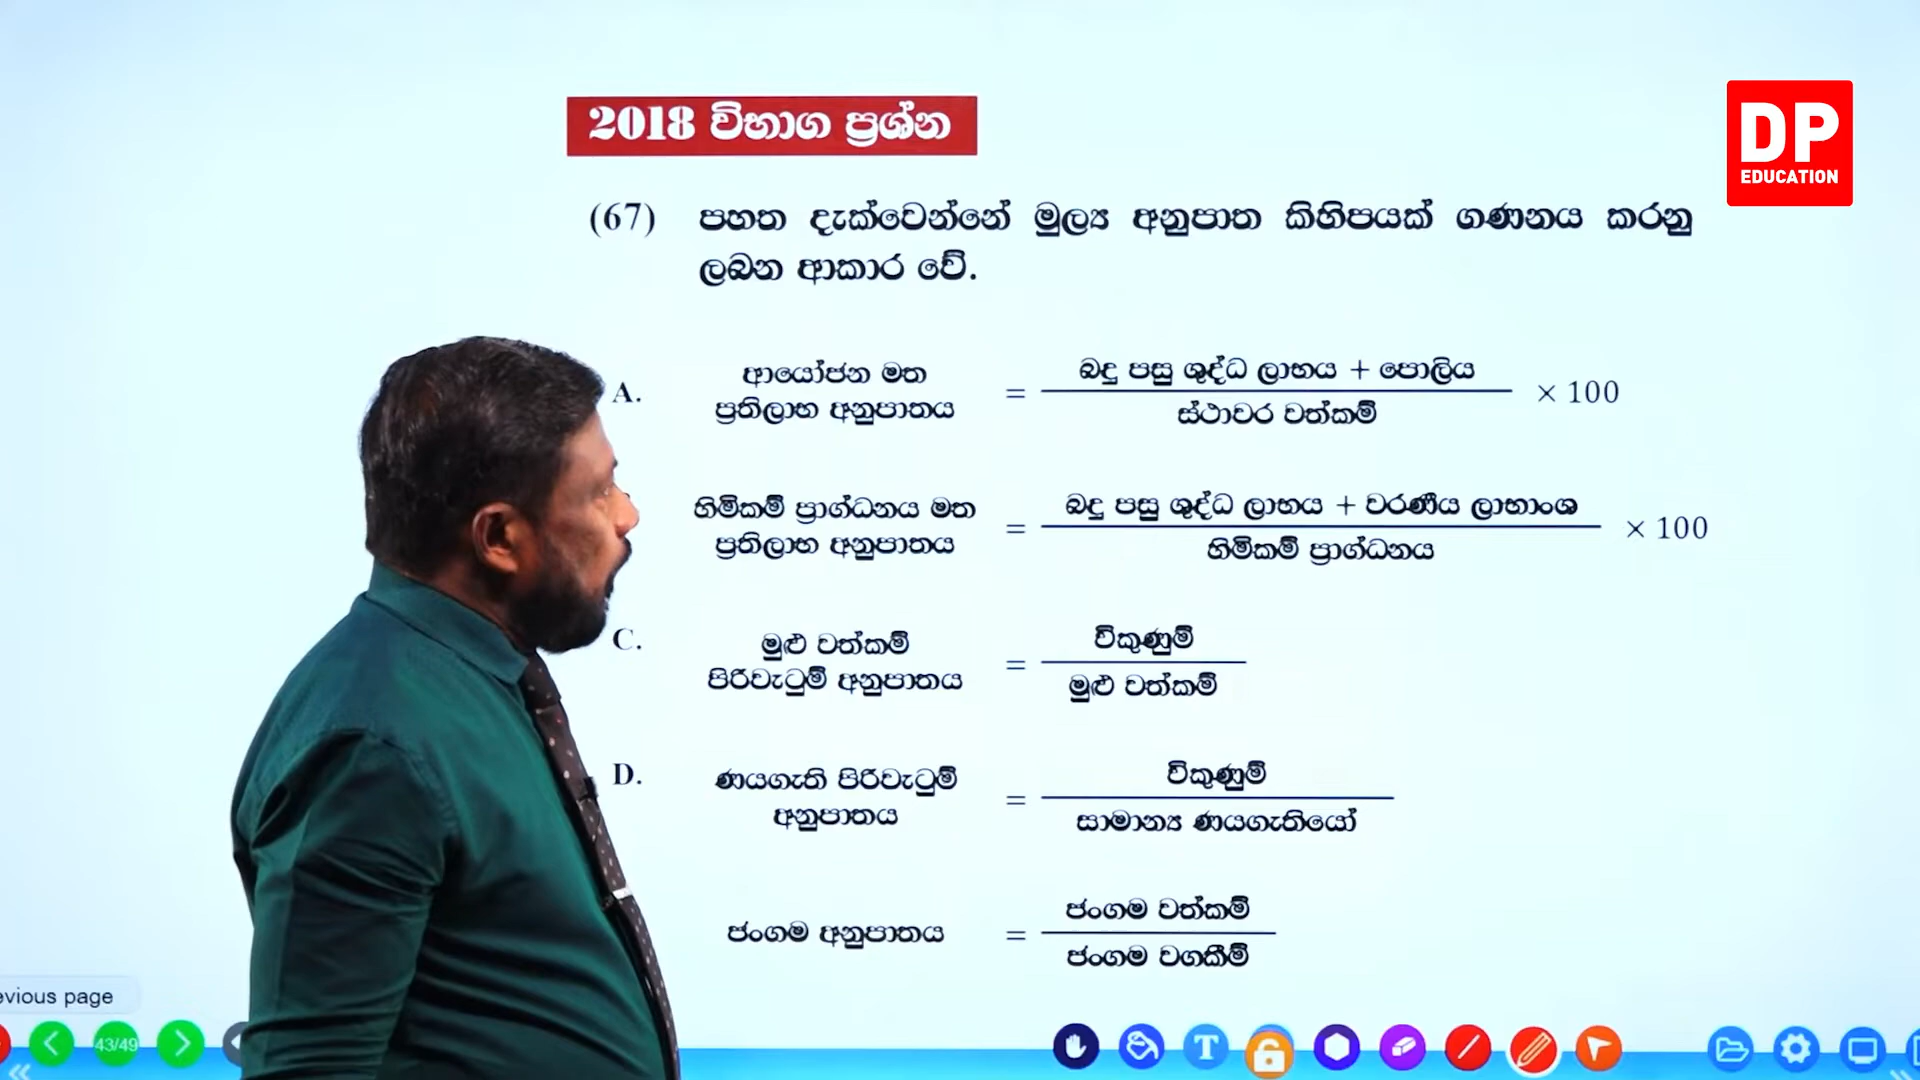 DP
EDUCATION
2018 විභාග ප්‍රශ්න
(67) පහත දැක්වෙන්නේ මූල්‍ය අනුපාත කිහිපයක් ගණනය කරනු
ලබන ආකාර වේ.
A. ආයෝජන මත
ප්‍රතිලාභ අනුපාතය = බදු පසු ශුද්ධ ලාභය + පොලිය
ස්ථාවර වත්කම් × 100
හිමිකම් ප්‍රාග්ධනය මත
ප්‍රතිලාභ අනුපාතය = බදු පසු ශුද්ධ ලාභය + වරණීය ලාභාංශ
හිමිකම් ප්‍රාග්ධනය × 100
C. මුළු වත්කම්
පිරිවැටුම් අනුපාතය = විකුණුම්
මුළු වත්කම්
D. ණයගැති පිරිවැටුම්
අනුපාතය = විකුණුම්
සාමාන්‍ය ණයගැතියෝ
ජංගම අනුපාතය = ජංගම වත්කම්
ජංගම වගකීම්
evious page
43/49
T